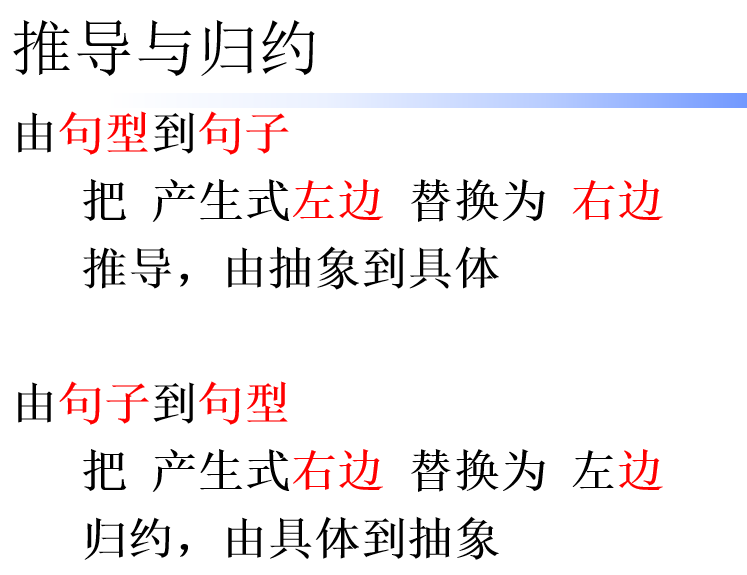 推导与归约
由句型到句子
把 产生式左边 替换为 右边
推导，由抽象到具体
由句子到句型
把 产生式右边 替换为 左边
归约，由具体到抽象